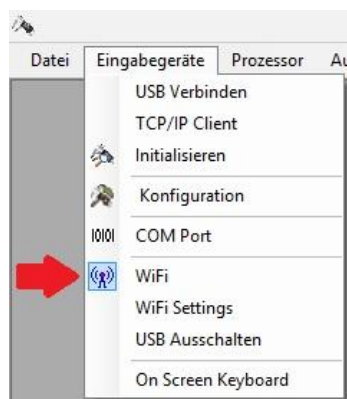 Datei Eingabegeräte Prozessor
USB Verbinden
TCP/IP Client
Initialisieren
Konfiguration
COM Port
WiFi
WiFi Settings
USB Ausschalten
On Screen Keyboard